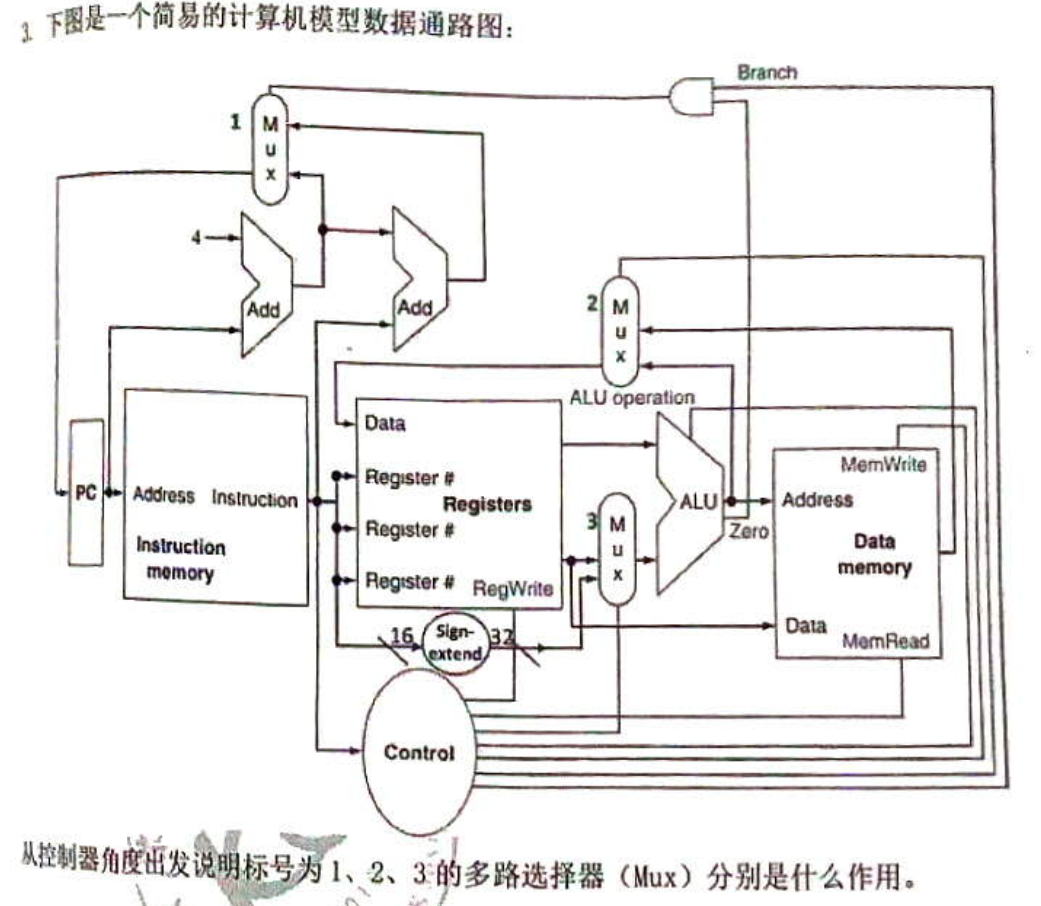 3. 下图是一个简易的计算机模型数据通路图：
Branch
1
Mux
4
Add
Add
2
Mux
ALU operation
Data
PC
Address Instruction
Instruction
memory
Register #
Registers
Register #
Register #
RegWrite
3
Mux
ALU
Zero
MemWrite
Address
Data
memory
Data
MemRead
16
Sign-
extend
32
Control
从控制器角度出发说明标号为 1、2、3 的多路选择器（Mux）分别是什么作用。